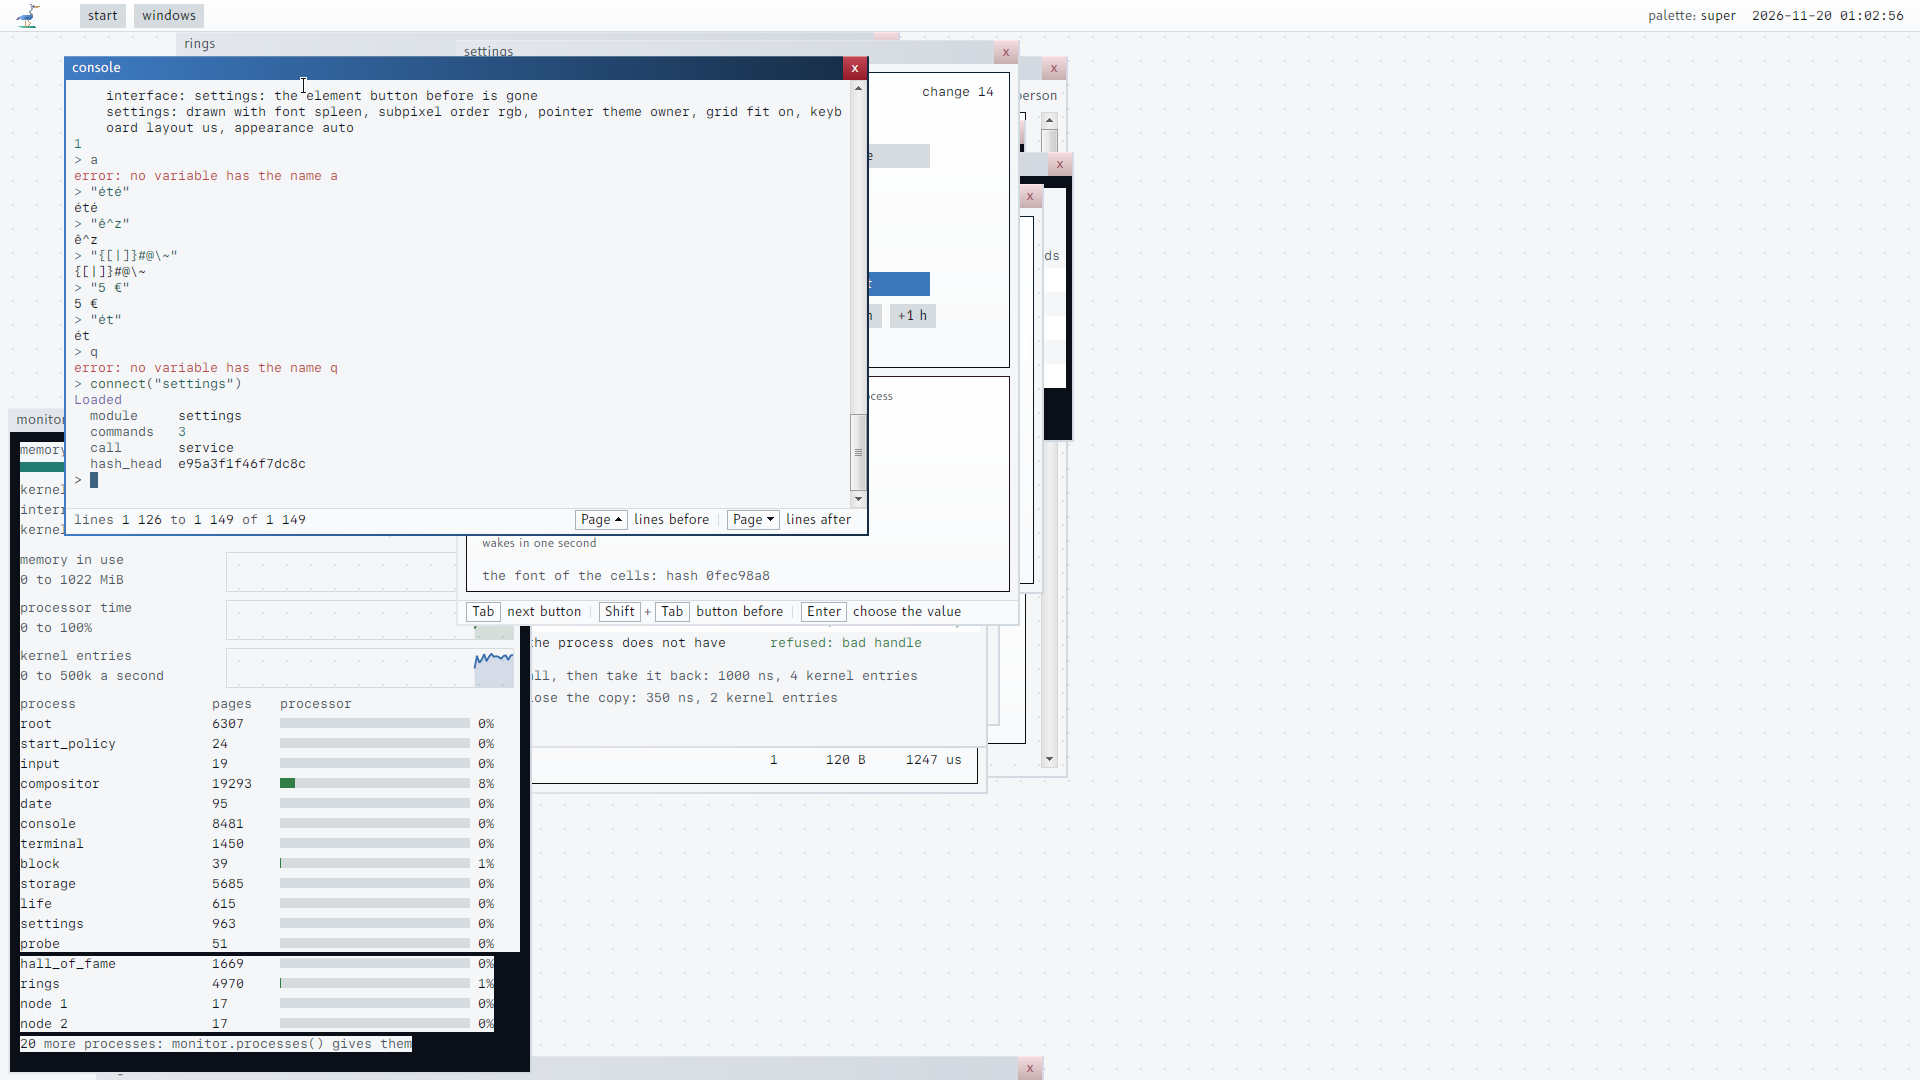 start windows palette: super 2026-11-20 01:02:56
rings
settings x
console x
x
interface: settings: the element button before is gone
settings: drawn with font spleen, subpixel order rgb, pointer theme owner, grid fit on, keyb
oard layout us, appearance auto
1
> a
error: no variable has the name a
> "été"
été
> "ê^z"
ê^z
> "{[|]}#@\~"
{[|]}#@\~
> "5 €"
5 €
> "ét"
ét
> q
error: no variable has the name q
> connect("settings")
Loaded
module settings
commands 3
call service
hash_head e95a3f1f46f7dc8c
>
lines 1 126 to 1 149 of 1 149 Page lines before Page lines after
change 14
+1 h
x
x
x
wakes in one second
the font of the cells: hash 0fec98a8
Tab next button Shift + Tab button before Enter choose the value
the process does not have refused: bad handle
, then take it back: 1000 ns, 4 kernel entries
the copy: 350 ns, 2 kernel entries
1 120 B 1247 us
monitor
memory
kernel
kernel
memory in use
0 to 1022 MiB
processor time
0 to 100%
kernel entries
0 to 500k a second
process pages processor
root 6307 0%
start_policy 24 0%
input 19 0%
compositor 19293 8%
date 95 0%
console 8481 0%
terminal 1450 0%
block 39 1%
storage 5685 0%
life 615 0%
settings 963 0%
probe 51 0%
hall_of_fame 1669 0%
rings 4970 1%
node 1 17 0%
node 2 17 0%
20 more processes: monitor.processes() gives them
x